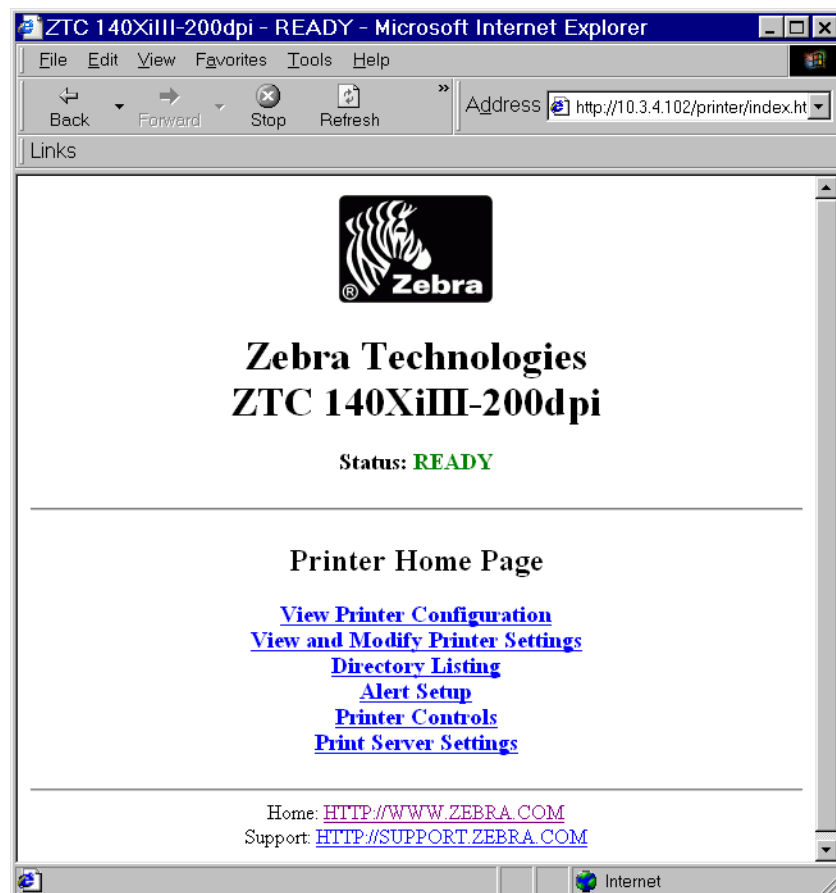 ZTC 140XiIII-200dpi - READY - Microsoft Internet Explorer
File Edit View Favorites Tools Help
Back Forward Stop Refresh » Address http://10.3.4.102/printer/index.ht
Links
® Zebra
Zebra Technologies
ZTC 140XiIII-200dpi
Status: READY
Printer Home Page
View Printer Configuration
View and Modify Printer Settings
Directory Listing
Alert Setup
Printer Controls
Print Server Settings
Home: HTTP://WWW.ZEBRA.COM
Support: HTTP://SUPPORT.ZEBRA.COM
Internet